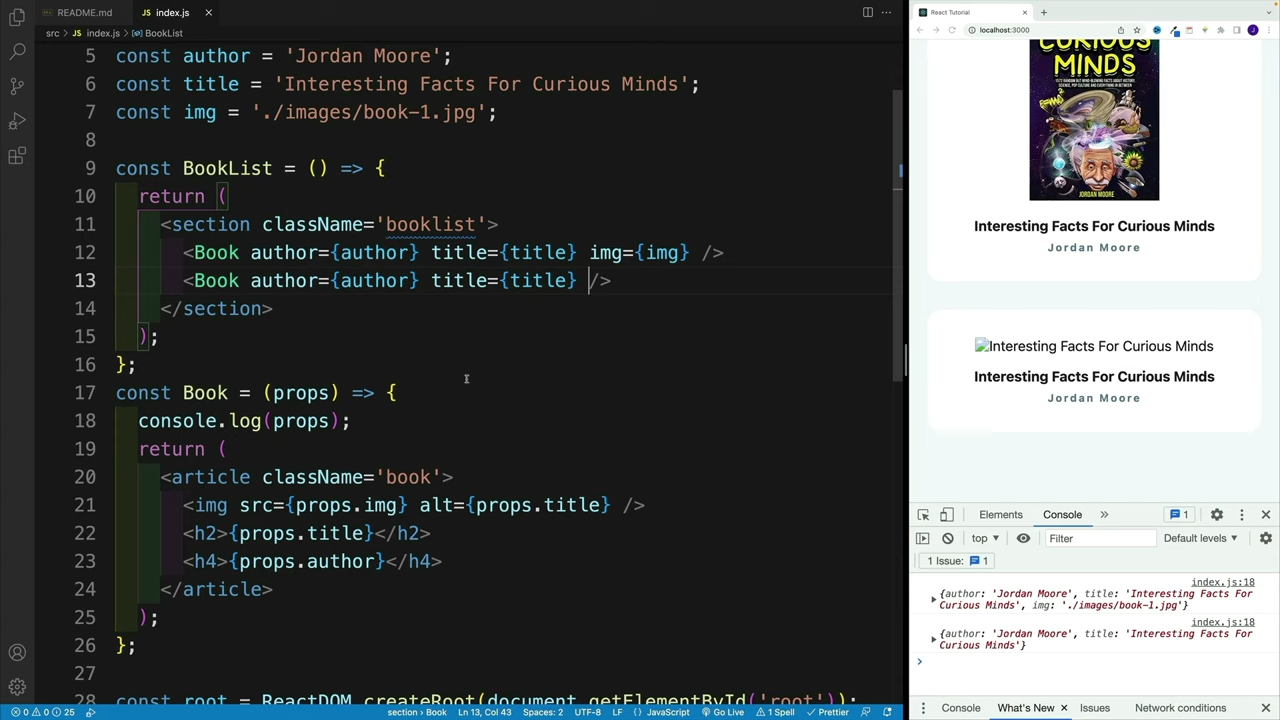 README.md
index.js
src > index.js > BookList
5 const author = 'Jordan Moore';
6 const title = 'Interesting Facts For Curious Minds';
7 const img = './images/book-1.jpg';
8
9 const BookList = () => {
10 return (
11 <section className='booklist'>
12 <Book author={author} title={title} img={img} />
13 <Book author={author} title={title} />
14 </section>
15 );
16 };
17 const Book = (props) => {
18 console.log(props);
19 return (
20 <article className='book'>
21 <img src={props.img} alt={props.title} />
22 <h2>{props.title}</h2>
23 <h4>{props.author}</h4>
24 </article>
25 );
26 };
27
28 const root = ReactDOM.createRoot(document.getElementById('root'));
0 0 25
section > Book Ln 13, Col 43 Spaces: 2 UTF-8 LF {} JavaScript Go Live 1 Spell Prettier
React Tutorial
localhost:3000
CURIOUS
MINDS
JORDAN MOORE
Interesting Facts For Curious Minds
Jordan Moore
Interesting Facts For Curious Minds
Interesting Facts For Curious Minds
Jordan Moore
Elements Console » 1
top Filter Default levels
1 Issue: 1
index.js:18
{author: 'Jordan Moore', title: 'Interesting Facts For
Curious Minds', img: './images/book-1.jpg'}
index.js:18
{author: 'Jordan Moore', title: 'Interesting Facts For
Curious Minds'}
Console What's New Issues Network conditions